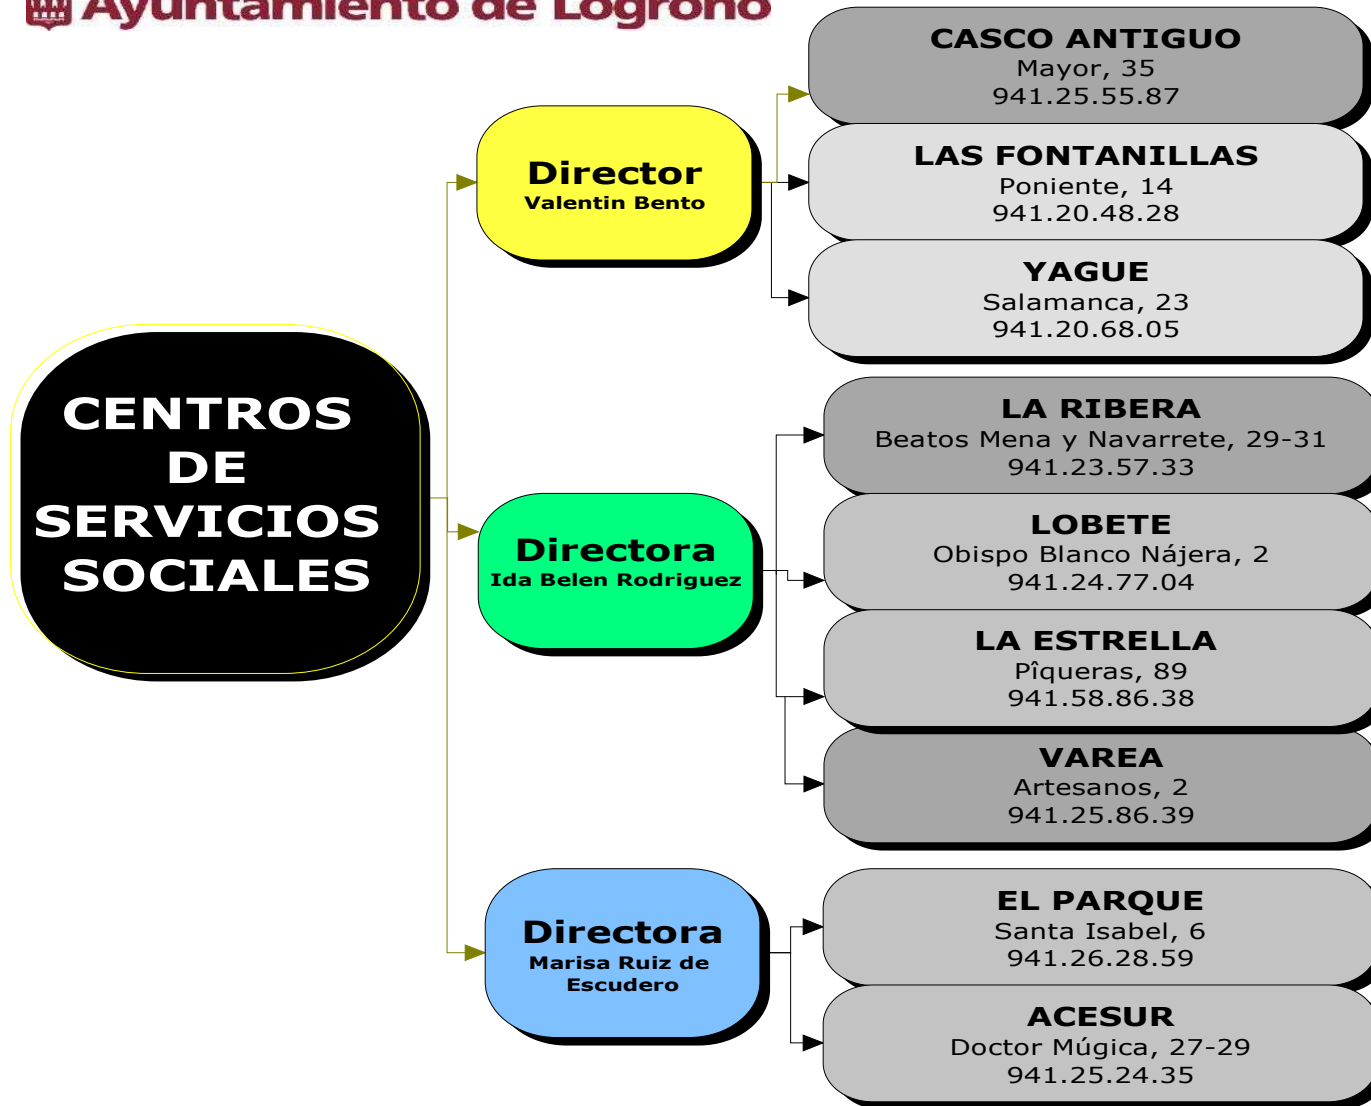 Ayuntamiento de Logroño
CENTROS
DE
SERVICIOS
SOCIALES
Director
Valentin Bento
CASCO ANTIGUO
Mayor, 35
941.25.55.87
LAS FONTANILLAS
Poniente, 14
941.20.48.28
YAGUE
Salamanca, 23
941.20.68.05
Directora
Ida Belen Rodriguez
LA RIBERA
Beatos Mena y Navarrete, 29-31
941.23.57.33
LOBETE
Obispo Blanco Nájera, 2
941.24.77.04
LA ESTRELLA
Pîqueras, 89
941.58.86.38
VAREA
Artesanos, 2
941.25.86.39
Directora
Marisa Ruiz de
Escudero
EL PARQUE
Santa Isabel, 6
941.26.28.59
ACESUR
Doctor Múgica, 27-29
941.25.24.35